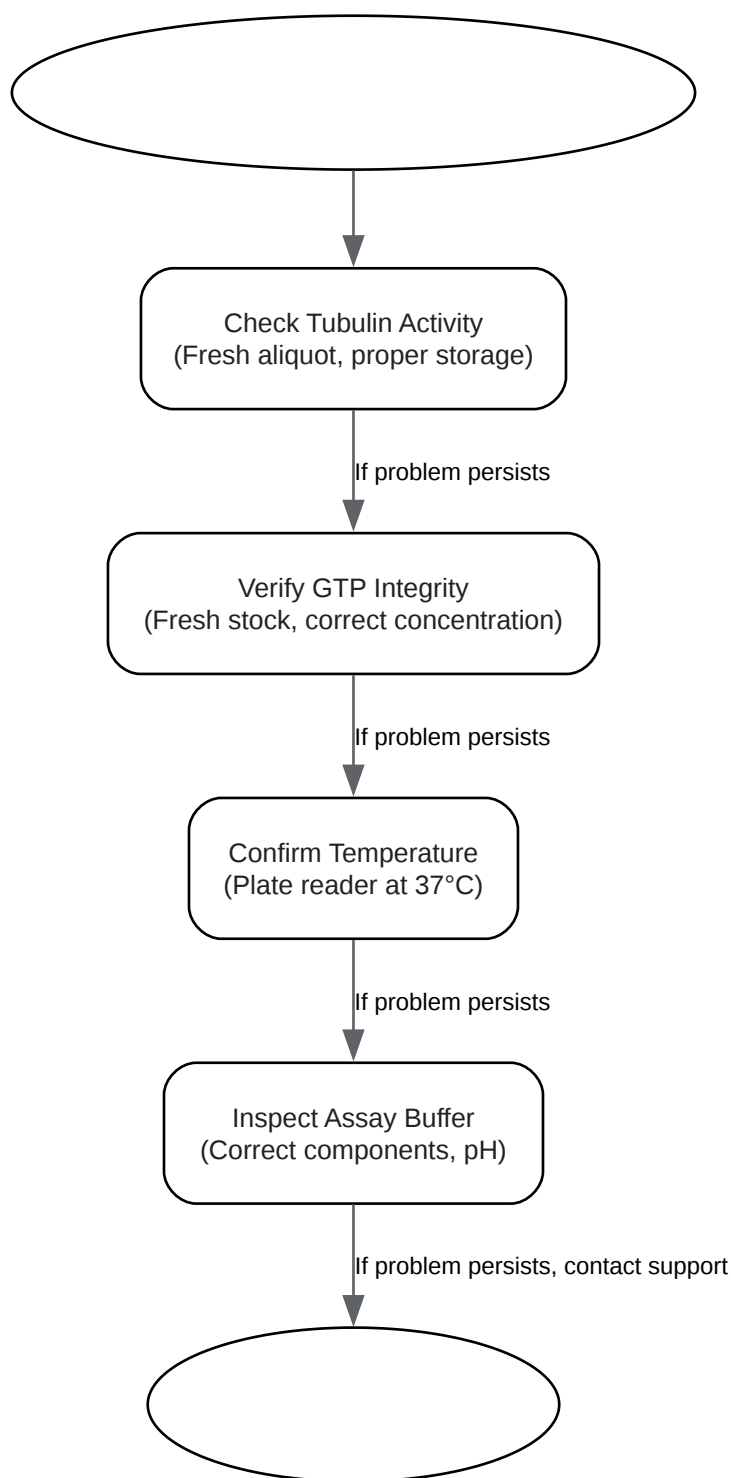 Check Tubulin Activity
(Fresh aliquot, proper storage)
If problem persists
Verify GTP Integrity
(Fresh stock, correct concentration)
If problem persists
Confirm Temperature
(Plate reader at 37°C)
If problem persists
Inspect Assay Buffer
(Correct components, pH)
If problem persists, contact support